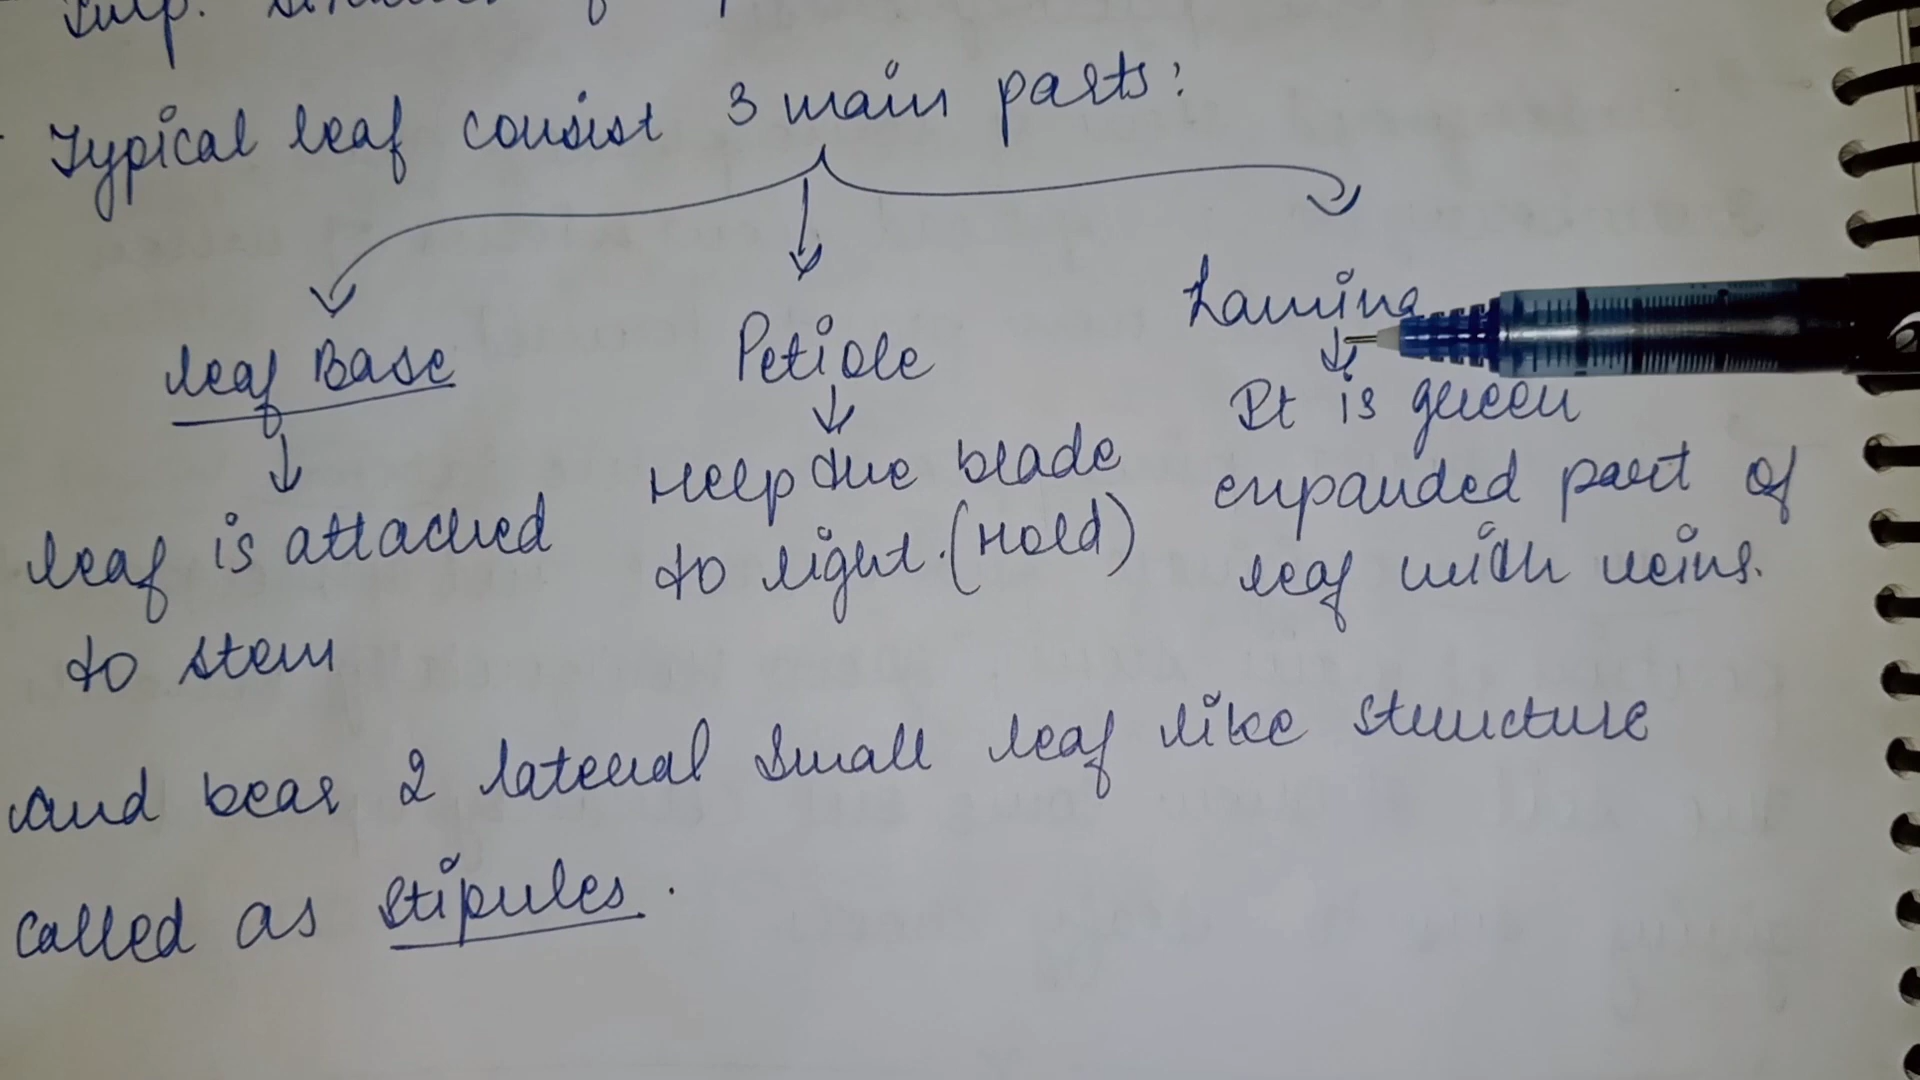 Imp.
Typical leaf consist 3 main parts:
Leaf Base
Petiole
Lamina
leaf is attached
to stem
Help the blade
to light. (Hold)
It is green
expanded part of
leaf with veins.
and bear 2 lateral small leaf like structure
called as stipules.